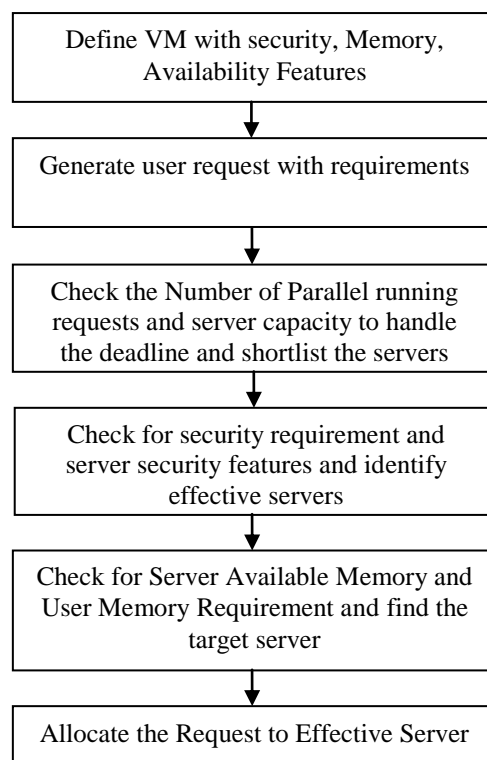 Define VM with security, Memory,
Availability Features
Generate user request with requirements
Check the Number of Parallel running
requests and server capacity to handle
the deadline and shortlist the servers
Check for security requirement and
server security features and identify
effective servers
Check for Server Available Memory and
User Memory Requirement and find the
target server
Allocate the Request to Effective Server